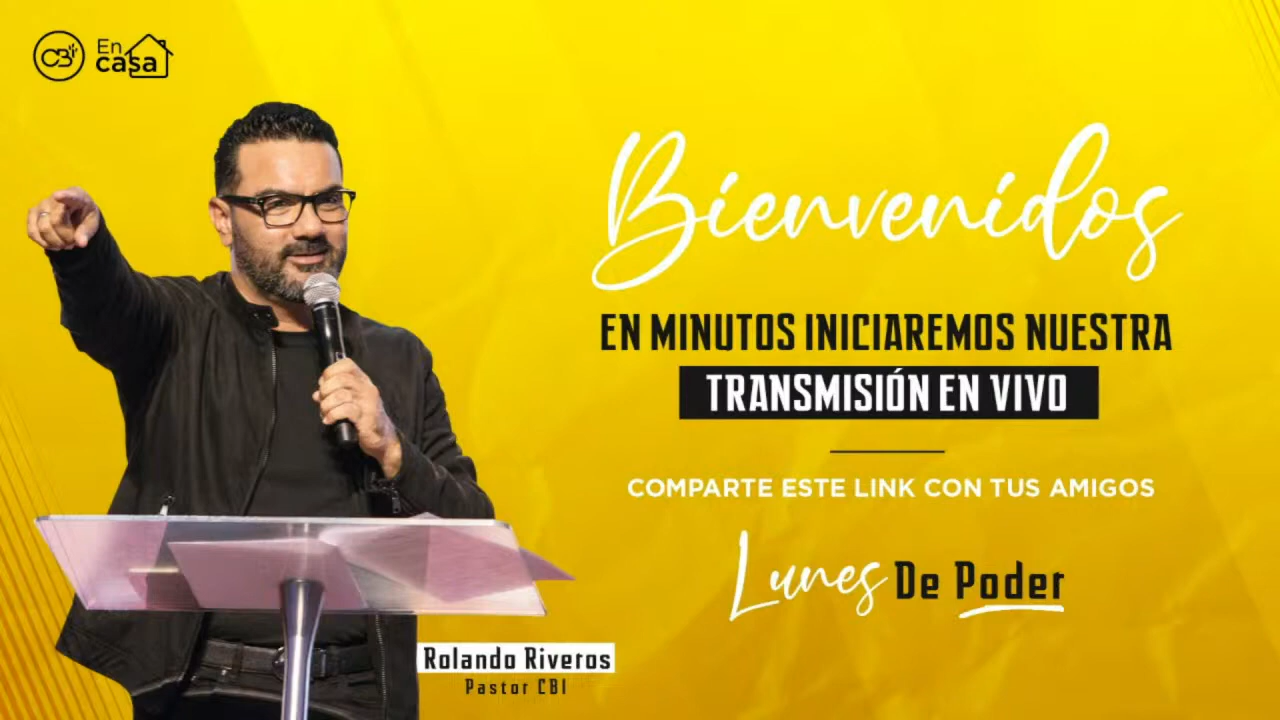 CBi
En
casa
Bienvenidos
EN MINUTOS INICIAREMOS NUESTRA
TRANSMISIÓN EN VIVO
COMPARTE ESTE LINK CON TUS AMIGOS
Lunes De Poder
Rolando Riveros
Pastor CBI